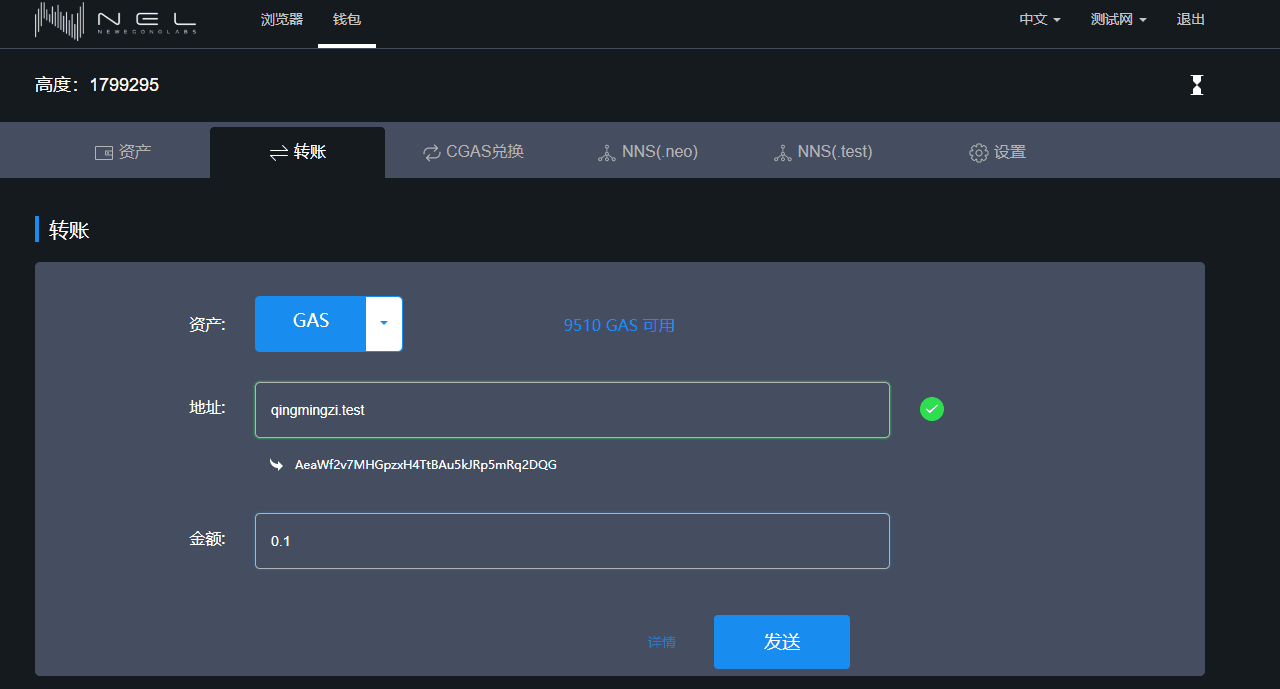 NEL
NEWECONGLABS
浏览器 钱包 中文 测试网 退出
高度：1799295
资产 转账 CGAS兑换 NNS(.neo) NNS(.test) 设置
转账
资产: GAS 9510 GAS 可用
地址: qingmingzi.test
AeaWf2v7MHGpzxH4TtBAu5kJRp5mRq2DQG
金额: 0.1
详情 发送